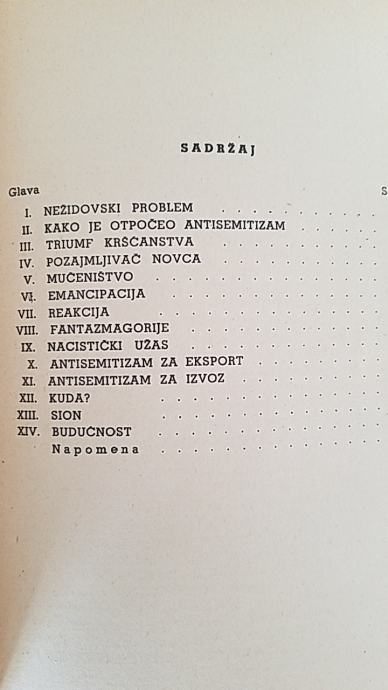 SADRŽAJ
Glava S
I. NEŽIDOVSKI PROBLEM . . . . . . . . . .
II. KAKO JE OTPOČEO ANTISEMITIZAM . . . . .
III. TRIUMF KRŠĆANSTVA . . . . . . . . . .
IV. POZAJMLJIVAČ NOVCA . . . . . . . . . .
V. MUČENIŠTVO . . . . . . . . . . . . . .
VI. EMANCIPACIJA . . . . . . . . . . . . .
VII. REAKCIJA . . . . . . . . . . . . . .
VIII. FANTAZMAGORIJE . . . . . . . . . . . .
IX. NACISTIČKI UŽAS . . . . . . . . . . . .
X. ANTISEMITIZAM ZA EKSPORT . . . . . . . .
XI. ANTISEMITIZAM ZA IZVOZ . . . . . . . . .
XII. KUDA? . . . . . . . . . . . . . .
XIII. SION . . . . . . . . . . . . . .
XIV. BUDUĆNOST . . . . . . . . . . . . . .
Napomena . . . . . . . . . . . . . .